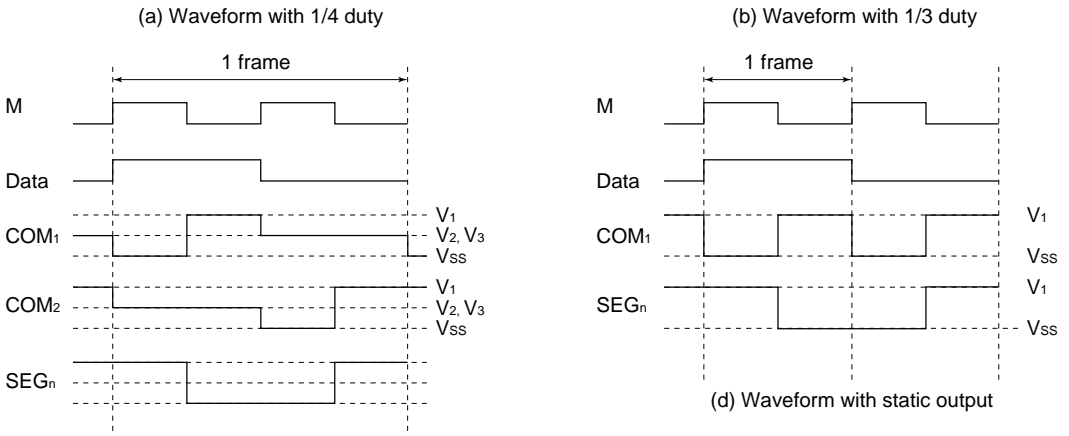 (a) Waveform with 1/4 duty
(b) Waveform with 1/3 duty
1 frame
M
Data
COM1
V1
V2, V3
VSS
COM2
V1
V2, V3
VSS
SEGn
1 frame
M
Data
COM1
V1
VSS
SEGn
V1
VSS
(d) Waveform with static output